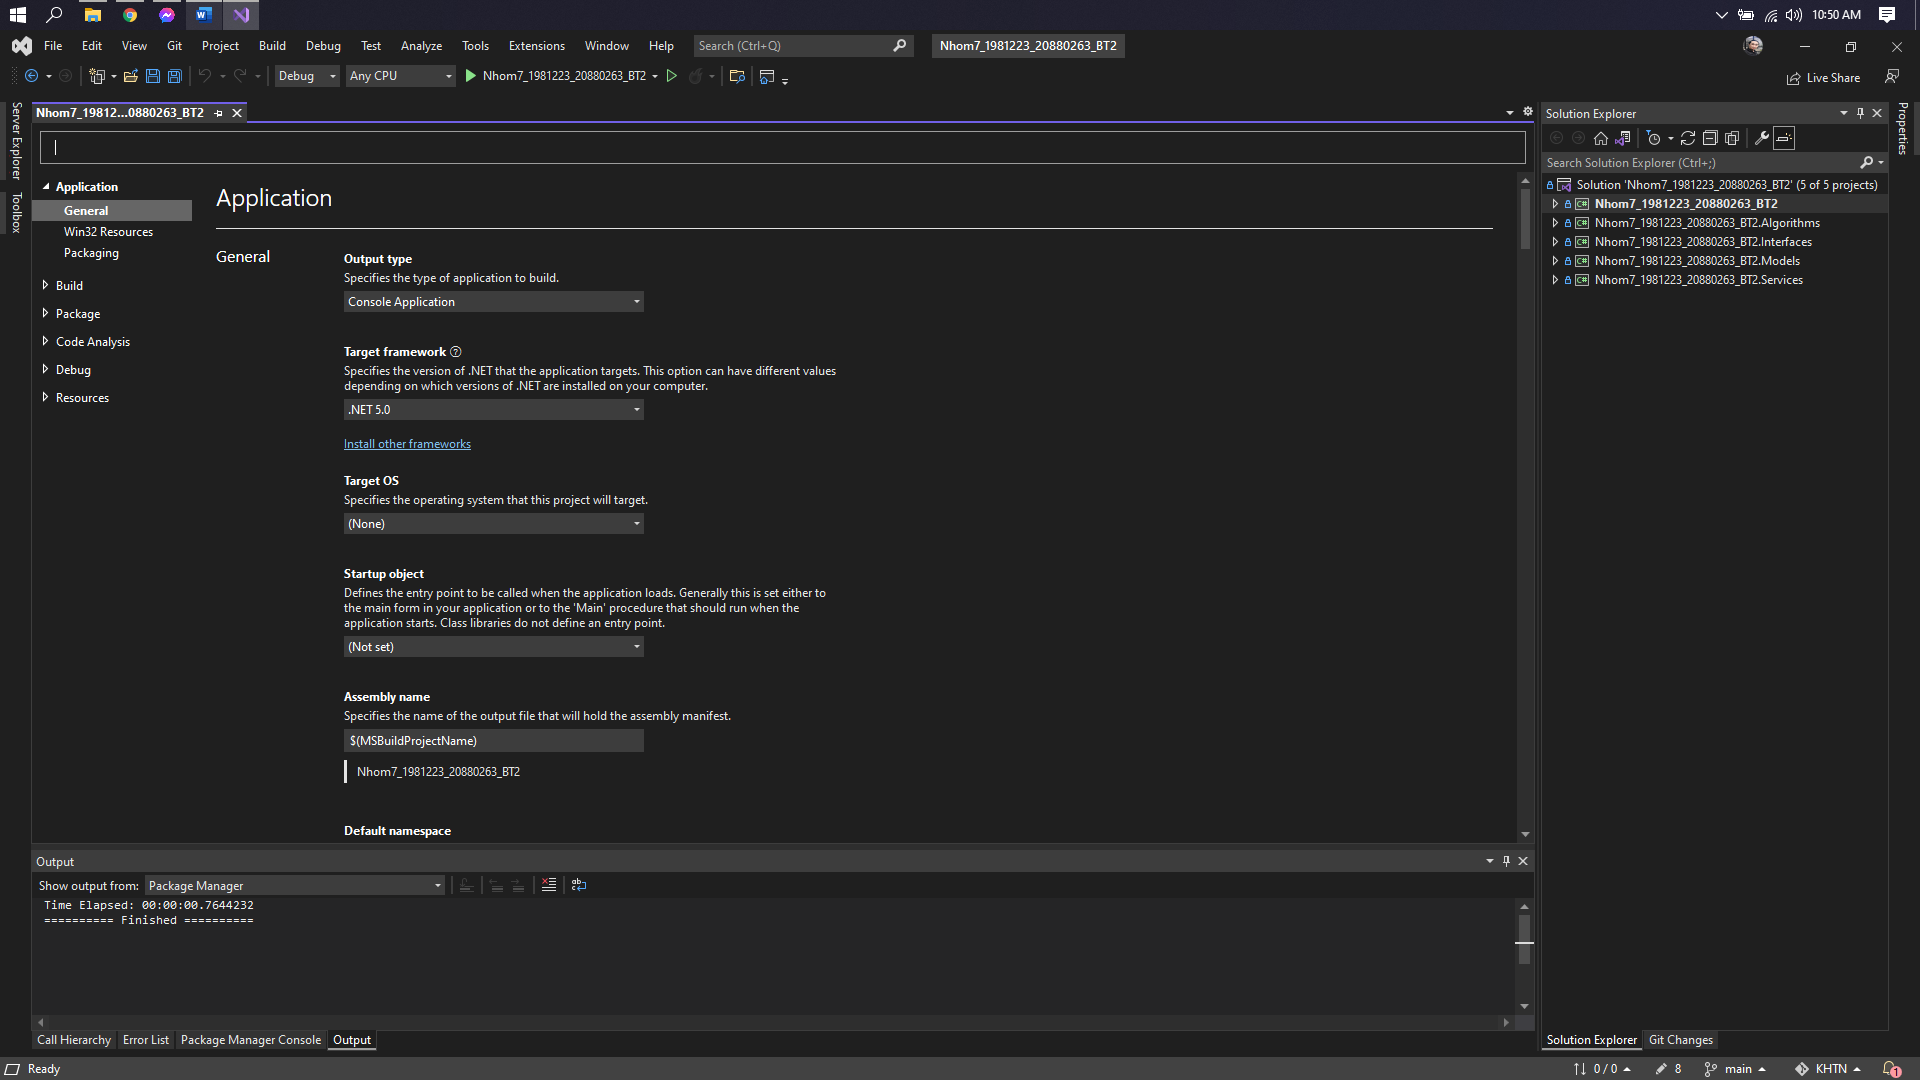 10:50 AM
File Edit View Git Project Build Debug Test Analyze Tools Extensions Window Help Search (Ctrl+Q) Nhom7_1981223_20880263_BT2
Debug Any CPU Nhom7_1981223_20880263_BT2 Live Share
Server Explorer
Toolbox
Nhom7_19812...0880263_BT2
Application
General
Win32 Resources
Packaging
Build
Package
Code Analysis
Debug
Resources
Application
General
Output type
Specifies the type of application to build.
Console Application
Target framework
Specifies the version of .NET that the application targets. This option can have different values
depending on which versions of .NET are installed on your computer.
.NET 5.0
Install other frameworks
Target OS
Specifies the operating system that this project will target.
(None)
Startup object
Defines the entry point to be called when the application loads. Generally this is set either to
the main form in your application or to the 'Main' procedure that should run when the
application starts. Class libraries do not define an entry point.
(Not set)
Assembly name
Specifies the name of the output file that will hold the assembly manifest.
$(MSBuildProjectName)
Nhom7_1981223_20880263_BT2
Default namespace
Output
Show output from: Package Manager
Time Elapsed: 00:00:00.7644232
========== Finished ==========
Call Hierarchy Error List Package Manager Console Output
Solution Explorer
Search Solution Explorer (Ctrl+;)
Solution 'Nhom7_1981223_20880263_BT2' (5 of 5 projects)
C# Nhom7_1981223_20880263_BT2
C# Nhom7_1981223_20880263_BT2.Algorithms
C# Nhom7_1981223_20880263_BT2.Interfaces
C# Nhom7_1981223_20880263_BT2.Models
C# Nhom7_1981223_20880263_BT2.Services
Solution Explorer Git Changes
Properties
Ready 0 / 0 8 main KHTN 1